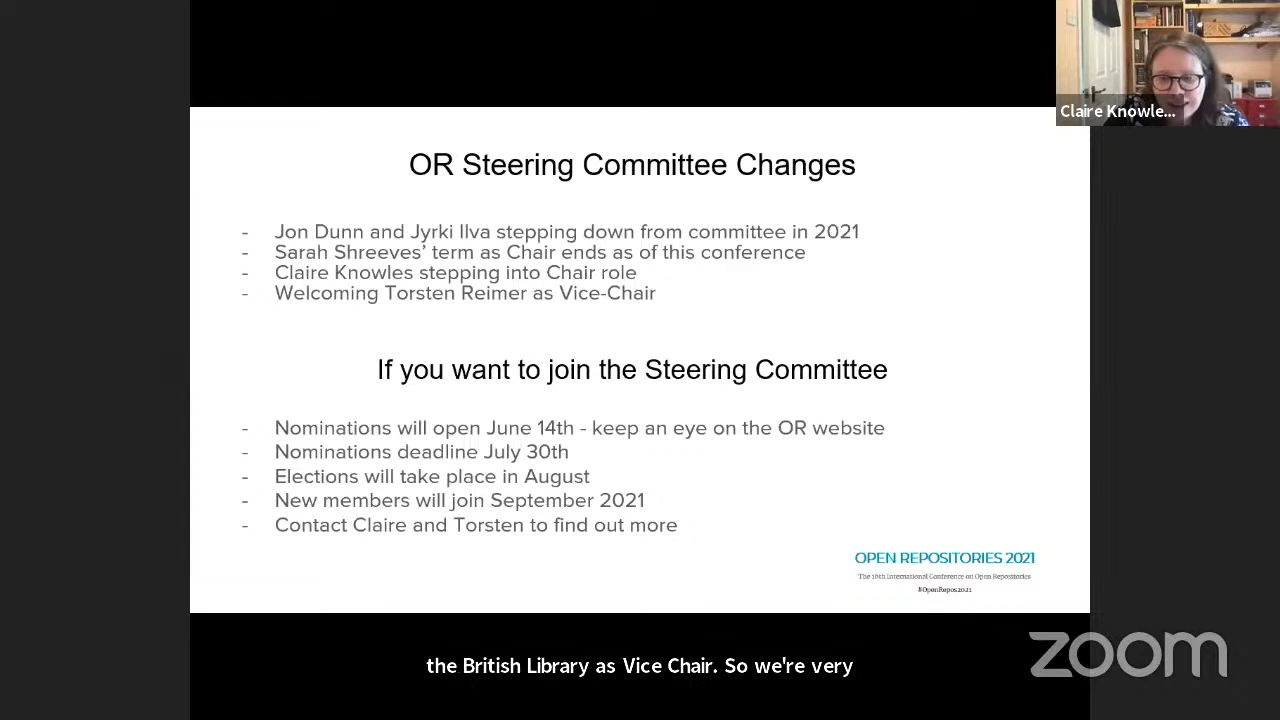 Claire Knowle...
OR Steering Committee Changes
- Jon Dunn and Jyrki Ilva stepping down from committee in 2021
- Sarah Shreeves’ term as Chair ends as of this conference
- Claire Knowles stepping into Chair role
- Welcoming Torsten Reimer as Vice-Chair
If you want to join the Steering Committee
- Nominations will open June 14th - keep an eye on the OR website
- Nominations deadline July 30th
- Elections will take place in August
- New members will join September 2021
- Contact Claire and Torsten to find out more
OPEN REPOSITORIES 2021
The 16th International Conference on Open Repositories
#OpenRepos2021
the British Library as Vice Chair. So we're very
zoom